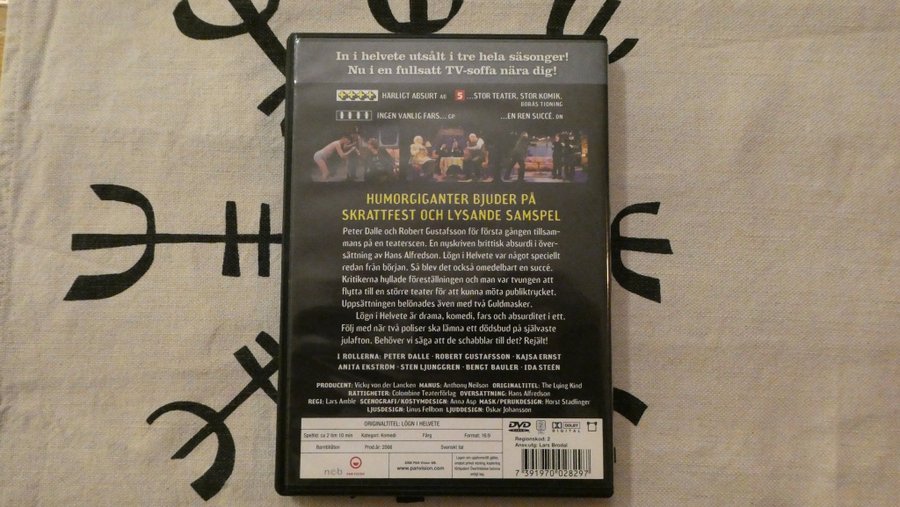 In i helvete utsålt i tre hela säsonger!
Nu i en fullsatt TV-soffa nära dig!
HÄRLIGT ABSURT AB 5 ...STOR TEATER, STOR KOMIK.
BORÅS TIDNING
INGEN VANLIG FARS... GP ...EN REN SUCCÉ. DN
HUMORGIGANTER BJUDER PÅ
SKRATTFEST OCH LYSANDE SAMSPEL
Peter Dalle och Robert Gustafsson för första gången tillsam-
mans på en teaterscen. En nyskriven brittisk absurdi i över-
sättning av Hans Alfredson. Lögn i Helvete var något speciellt
redan från början. Så blev det också omedelbart en succé.
Kritikerna hyllade föreställningen och man var tvungen att
flytta till en större teater för att kunna möta publiktrycket.
Uppsättningen belönades även med två Guldmasker.
Lögn i Helvete är drama, komedi, fars och absurditet i ett.
Följ med när två poliser ska lämna ett dödsbud på självaste
julafton. Behöver vi säga att de schabblar till det? Rejält!
I ROLLERNA: PETER DALLE · ROBERT GUSTAFSSON · KAJSA ERNST
ANITA EKSTRÖM · STEN LJUNGGREN · BENGT BAULER · IDA STEÉN
PRODUCENT: Vicky von der Lancken MANUS: Anthony Neilson ORIGINALTITEL: The Lying Kind
RÄTTIGHETER: Colombine Teaterförlag ÖVERSÄTTNING: Hans Alfredson
REGI: Lars Amble SCENOGRAFI/KOSTYMDESIGN: Anna Asp MASK/PERUKDESIGN: Horst Stadlinger
LJUSDESIGN: Linus Fellbom LJUDDESIGN: Oskar Johansson
ORIGINALTITEL: LÖGN I HELVETE
Speltid: ca 2 tim 10 min Kategori: Komedi Färg Format: 16:9
Barntillåten Prod.år: Svenskt tal
www.panvision.com
DVD VIDEO DOLBY DIGITAL
Regionskod: 2
Ansv.utg: Lars Brodal
7 391970 028297